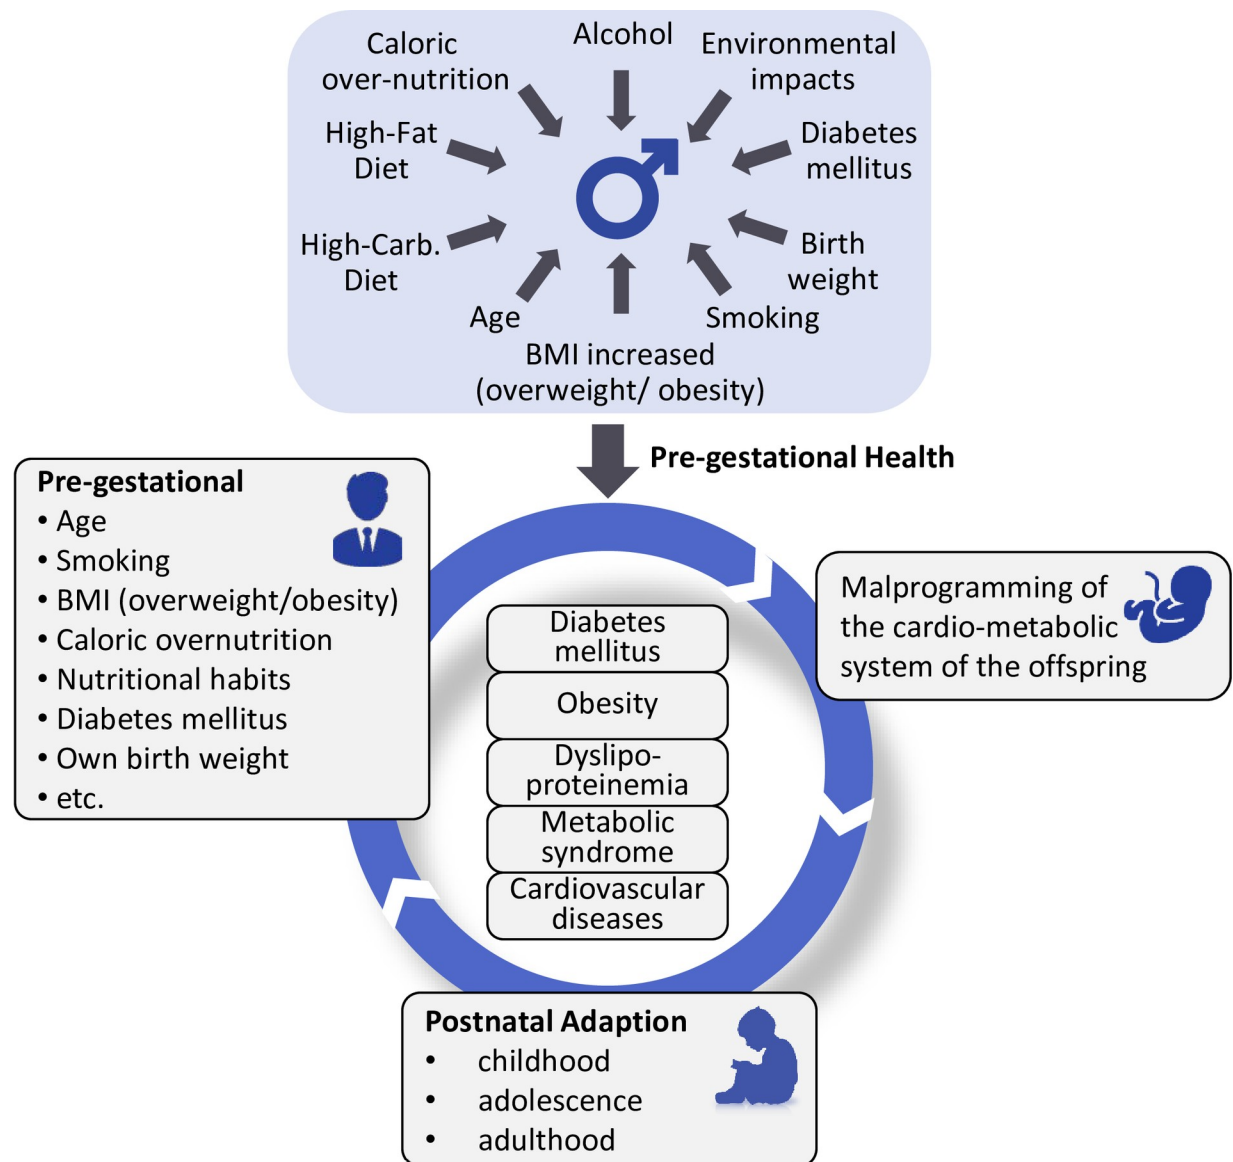 Caloric
over-nutrition
Alcohol
Environmental
impacts
High-Fat
Diet
Diabetes
mellitus
High-Carb.
Diet
Birth
weight
Age
Smoking
BMI increased
(overweight/ obesity)
Pre-gestational Health
Pre-gestational
• Age
• Smoking
• BMI (overweight/obesity)
• Caloric overnutrition
• Nutritional habits
• Diabetes mellitus
• Own birth weight
• etc.
Malprogramming of
the cardio-metabolic
system of the offspring
Diabetes
mellitus
Obesity
Dyslipo-
proteinemia
Metabolic
syndrome
Cardiovascular
diseases
Postnatal Adaption
• childhood
• adolescence
• adulthood